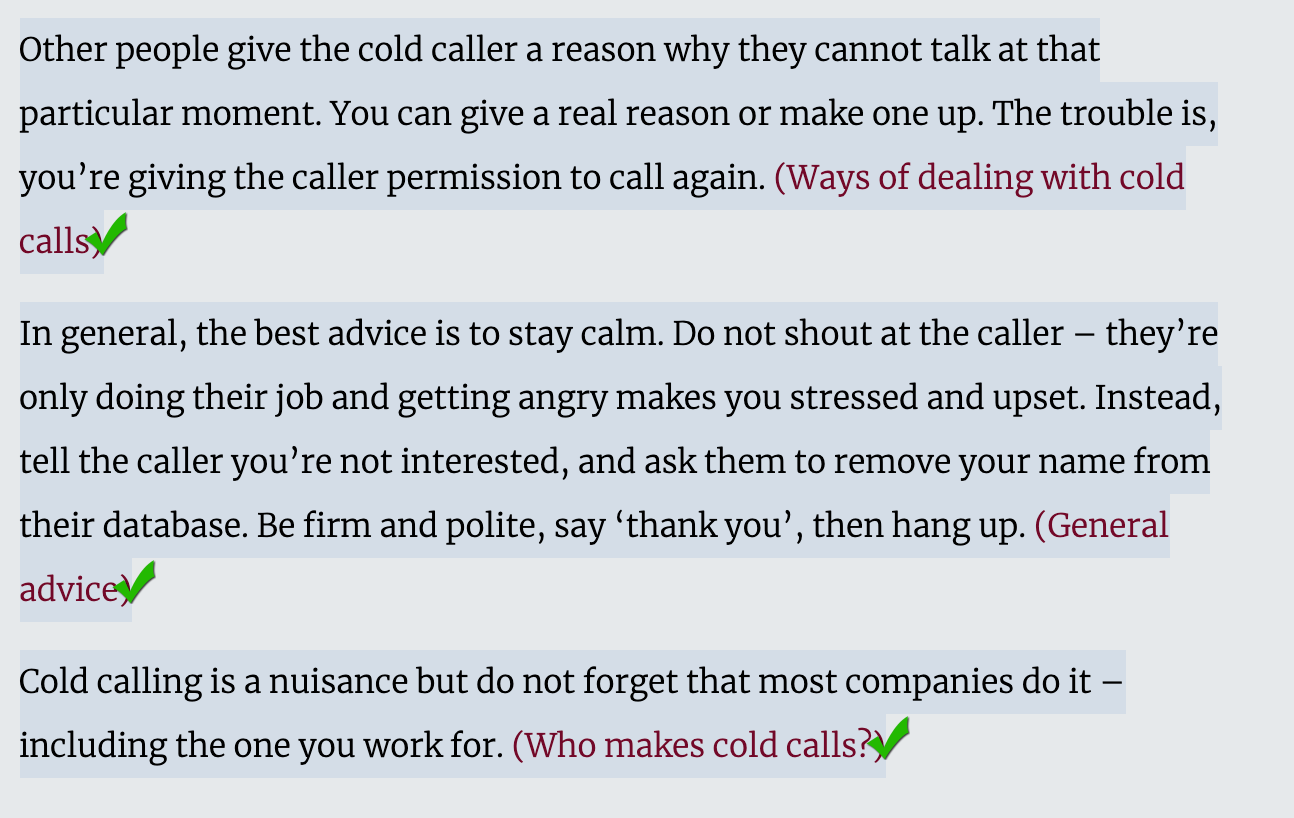 Other people give the cold caller a reason why they cannot talk at that
particular moment. You can give a real reason or make one up. The trouble is,
you’re giving the caller permission to call again. (Ways of dealing with cold
calls)
In general, the best advice is to stay calm. Do not shout at the caller – they’re
only doing their job and getting angry makes you stressed and upset. Instead,
tell the caller you’re not interested, and ask them to remove your name from
their database. Be firm and polite, say ‘thank you’, then hang up. (General
advice)
Cold calling is a nuisance but do not forget that most companies do it –
including the one you work for. (Who makes cold calls?)